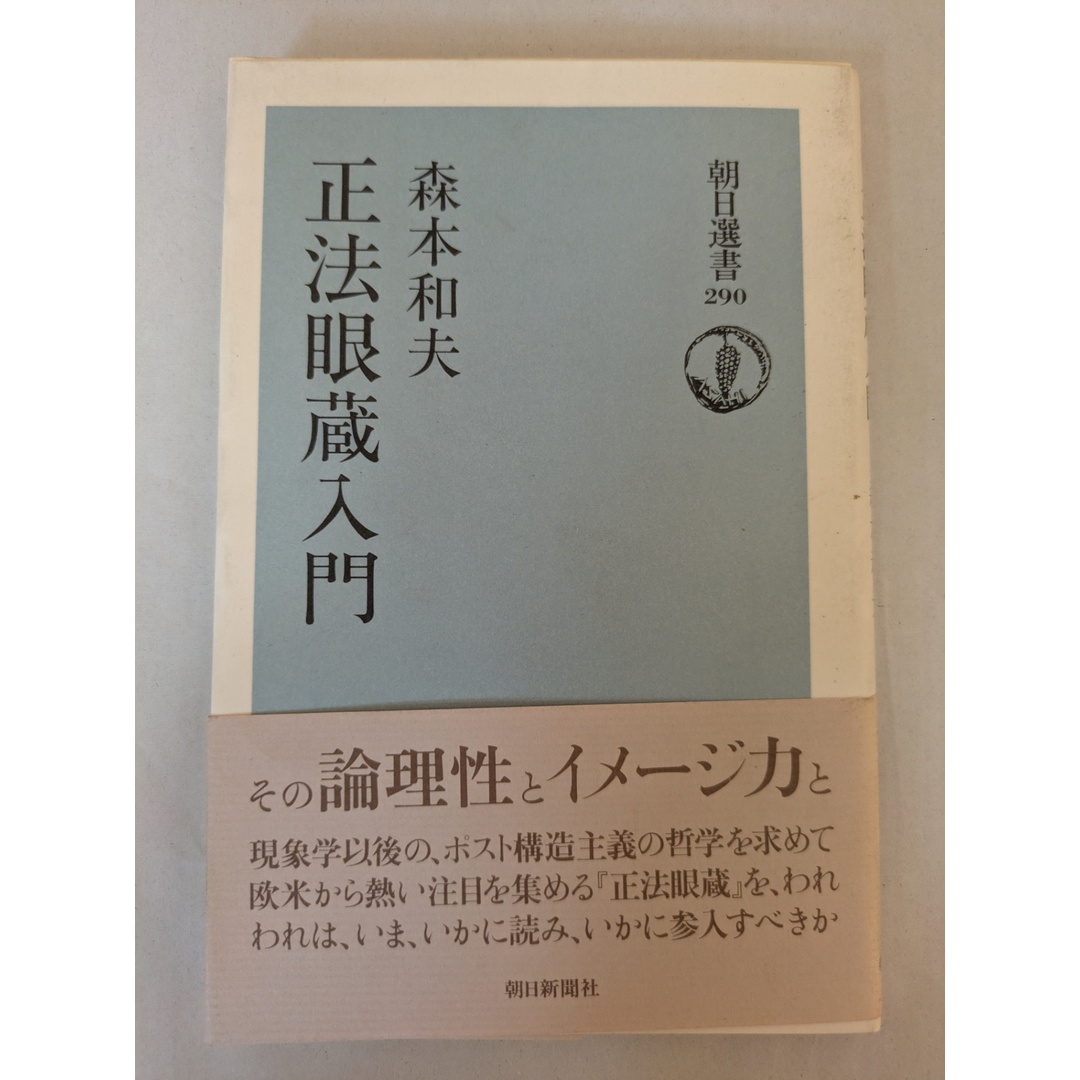 朝日選書
290
ASAHI
森本和夫
正法眼蔵入門
その論理性とイメージ力と
現象学以後の、ポスト構造主義の哲学を求めて
欧米から熱い注目を集める『正法眼蔵』を、われ
われは、いま、いかに読み、いかに参入すべきか
朝日新聞社